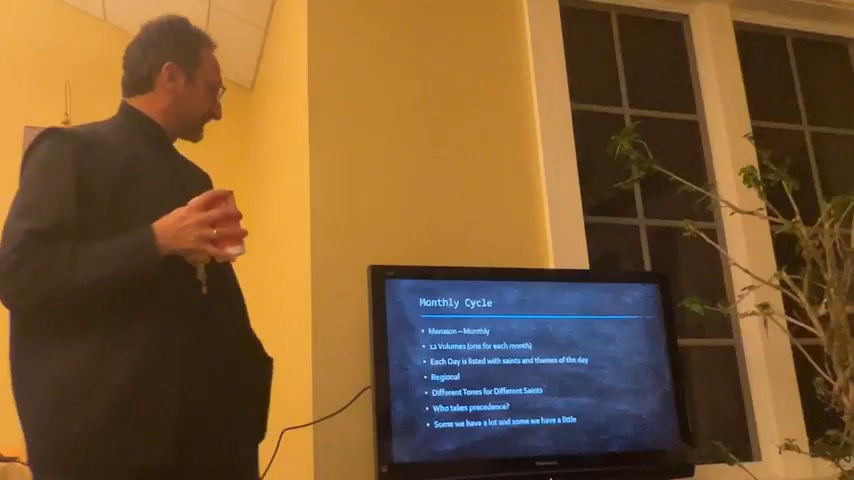 Monthly Cycle
Menaion – Monthly
12 Volumes (one for each month)
Each Day is listed with saints and themes of the day
Regional
Different Tones for Different Saints
Who takes precedence?
Some we have a lot and some we have a little